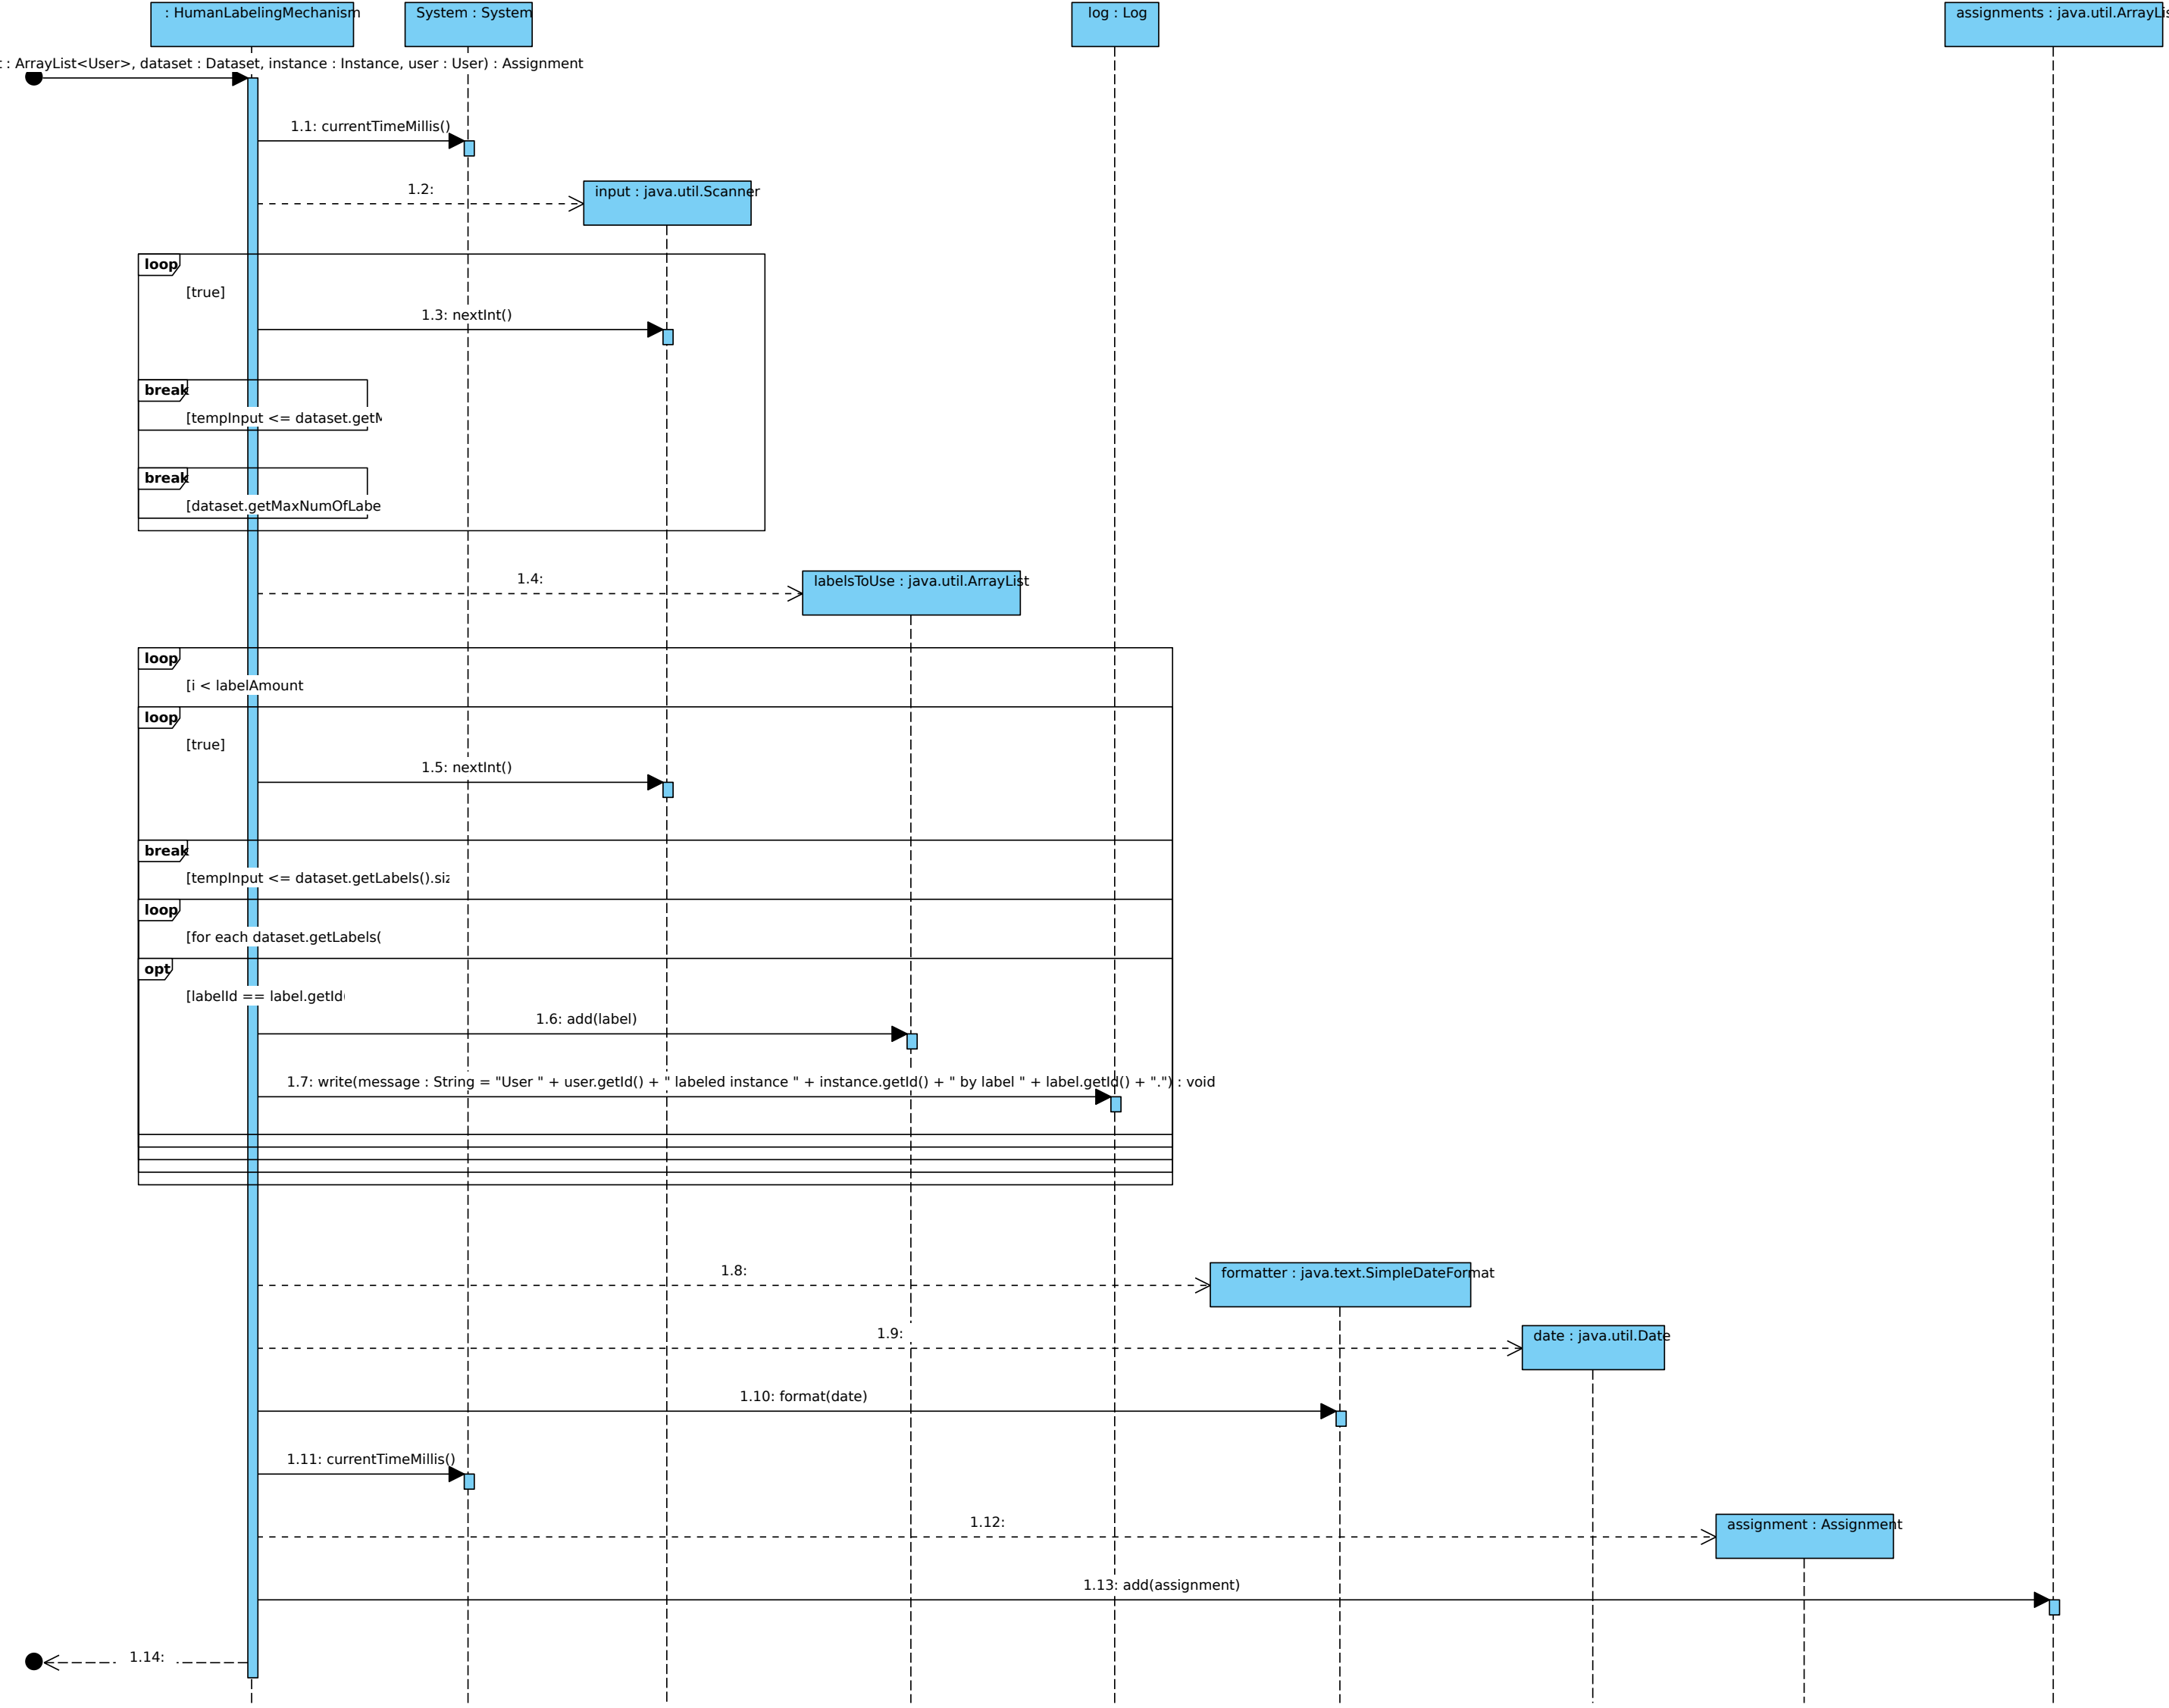 : HumanLabelingMechanism
System : System
log : Log
assignments : java.util.ArrayLis
: ArrayList<User>, dataset : Dataset, instance : Instance, user : User) : Assignment
1.1: currentTimeMillis()
1.2:
input : java.util.Scanner
loop
[true]
1.3: nextInt()
break
[tempInput <= dataset.getM
break
[dataset.getMaxNumOfLabe
1.4:
labelsToUse : java.util.ArrayList
loop
[i < labelAmount
loop
[true]
1.5: nextInt()
break
[tempInput <= dataset.getLabels().siz
loop
[for each dataset.getLabels(
opt
[labelId == label.getId(
1.6: add(label)
1.7: write(message : String = "User " + user.getId() + " labeled instance " + instance.getId() + " by label " + label.getId() + ".") : void
1.8:
formatter : java.text.SimpleDateFormat
1.9:
date : java.util.Date
1.10: format(date)
1.11: currentTimeMillis()
1.12:
assignment : Assignment
1.13: add(assignment)
1.14: